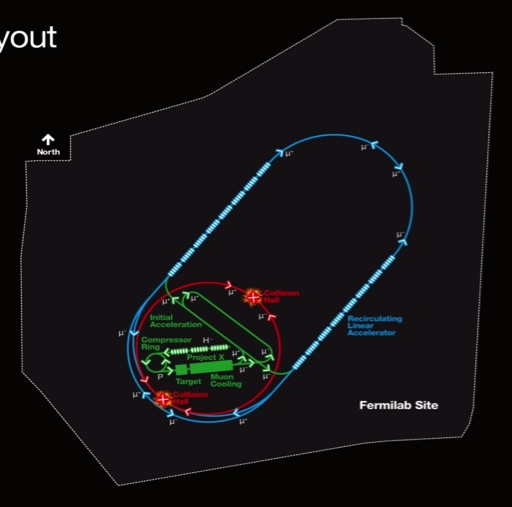 yout
North
μ⁺
μ⁻
μ⁻
μ⁻
μ⁺
μ⁻
μ⁻
Collision
Hall
μ⁻
Initial
Acceleration
Recirculating
Linear
Accelerator
μ⁻
Compressor
Ring
H⁻
Project X
μ⁻
μ⁻
P
Target
Muon
Cooling
μ⁺
Collision
Hall
μ⁻
μ⁻
Fermilab Site